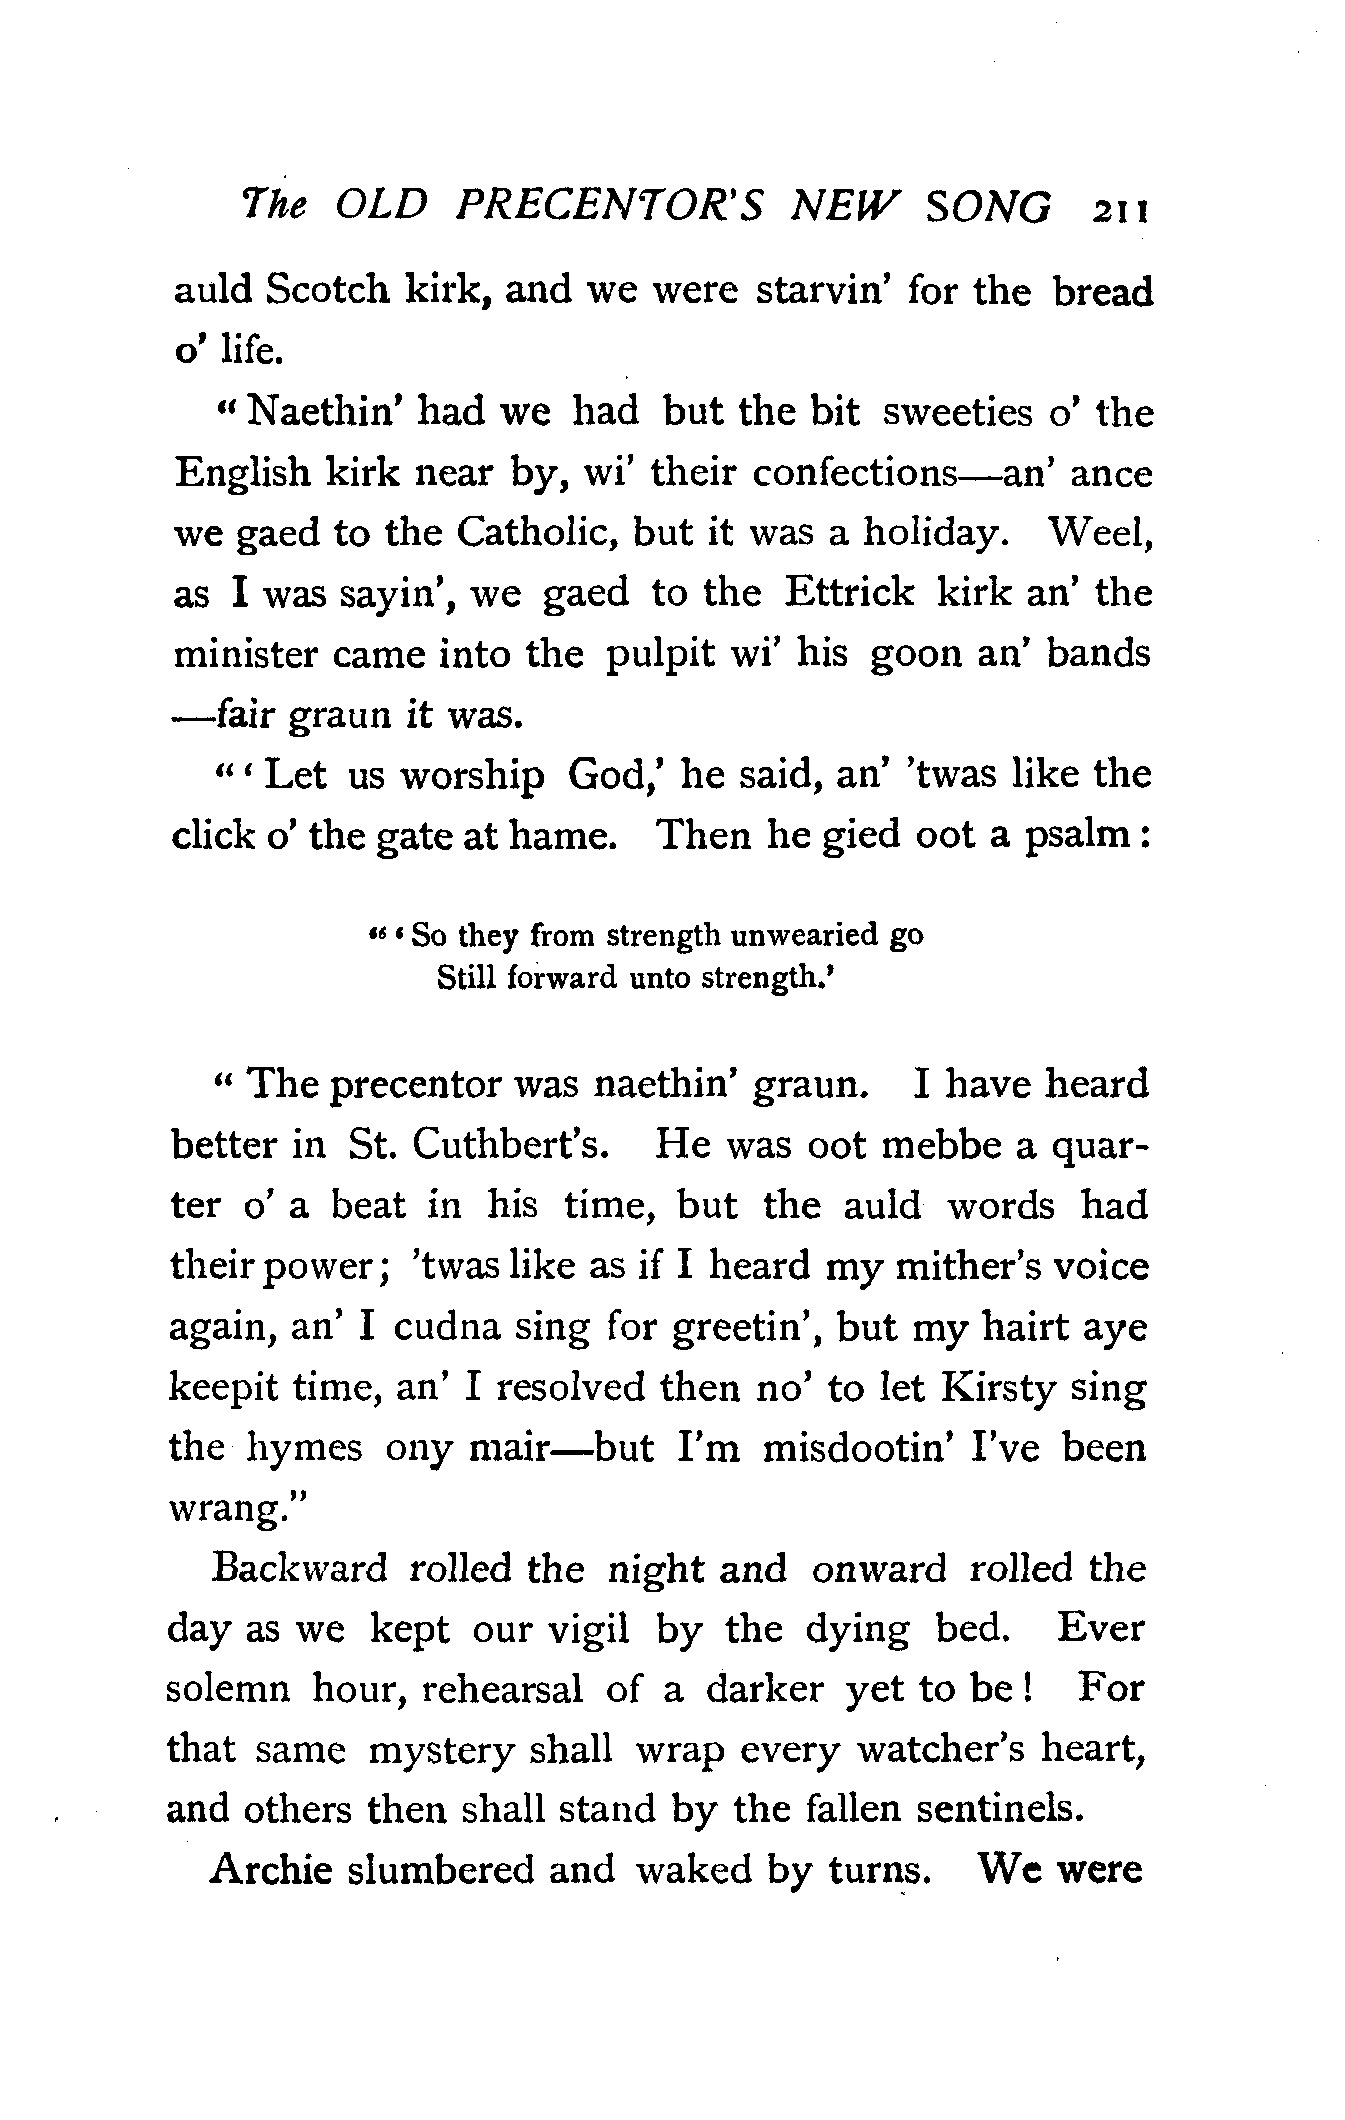 The OLD PRECENTOR'S NEW SONG 211
auld Scotch kirk, and we were starvin' for the bread
o' life.
" Naethin' had we had but the bit sweeties o' the
English kirk near by, wi' their confections—an' ance
we gaed to the Catholic, but it was a holiday. Weel,
as I was sayin', we gaed to the Ettrick kirk an' the
minister came into the pulpit wi' his goon an' bands
—fair graun it was.
" ' Let us worship God,' he said, an' 'twas like the
click o' the gate at hame. Then he gied oot a psalm :
" ' So they from strength unwearied go
Still forward unto strength.'
" The precentor was naethin' graun. I have heard
better in St. Cuthbert's. He was oot mebbe a quar-
ter o' a beat in his time, but the auld words had
their power; 'twas like as if I heard my mither's voice
again, an' I cudna sing for greetin', but my hairt aye
keepit time, an' I resolved then no' to let Kirsty sing
the hymes ony mair—but I'm misdootin' I've been
wrang."
Backward rolled the night and onward rolled the
day as we kept our vigil by the dying bed. Ever
solemn hour, rehearsal of a darker yet to be ! For
that same mystery shall wrap every watcher's heart,
and others then shall stand by the fallen sentinels.
Archie slumbered and waked by turns. We were